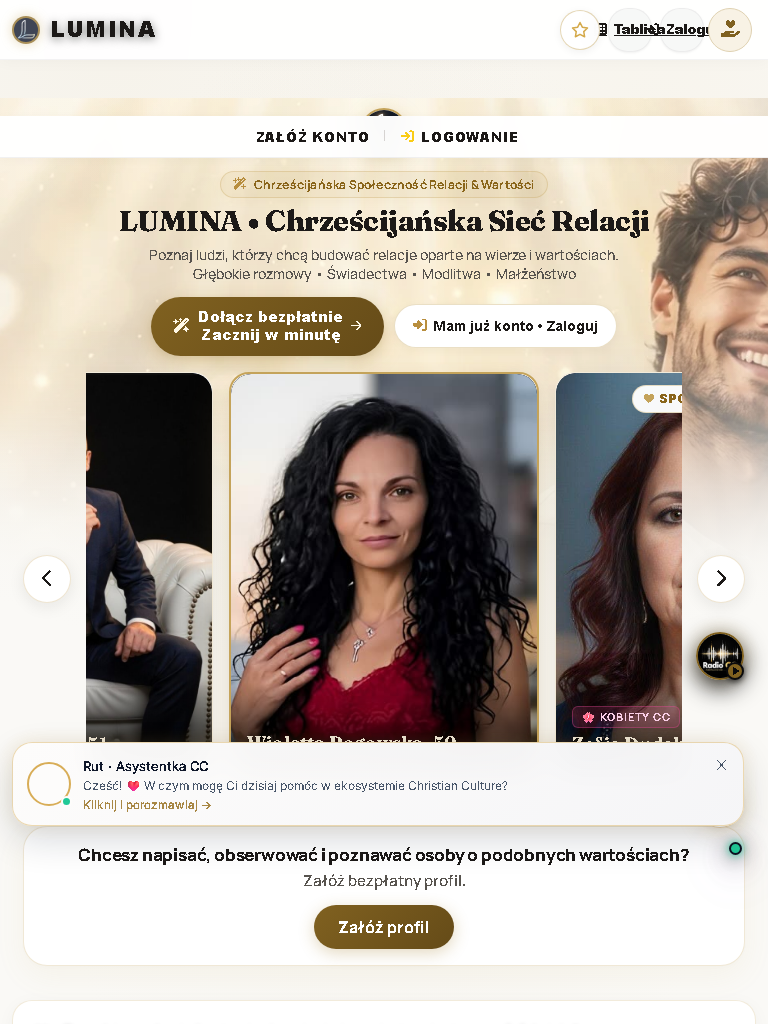 LUMINA
Tablica
Zaloguj
ZAŁÓŻ KONTO
LOGOWANIE
Chrześcijańska Społeczność Relacji & Wartości
LUMINA • Chrześcijańska Sieć Relacji
Poznaj ludzi, którzy chcą budować relacje oparte na wierze i wartościach.
Głębokie rozmowy • Świadectwa • Modlitwa • Małżeństwo
Dołącz bezpłatnie
Zacznij w minutę →
Mam już konto • Zaloguj
Radio
KOBIETY CC
Rut · Asystentka CC
Cześć! ❤️ W czym mogę Ci dzisiaj pomóc w ekosystemie Christian Culture?
Kliknij i porozmawiaj →
Chcesz napisać, obserwować i poznawać osoby o podobnych wartościach?
Załóż bezpłatny profil.
Załóż profil